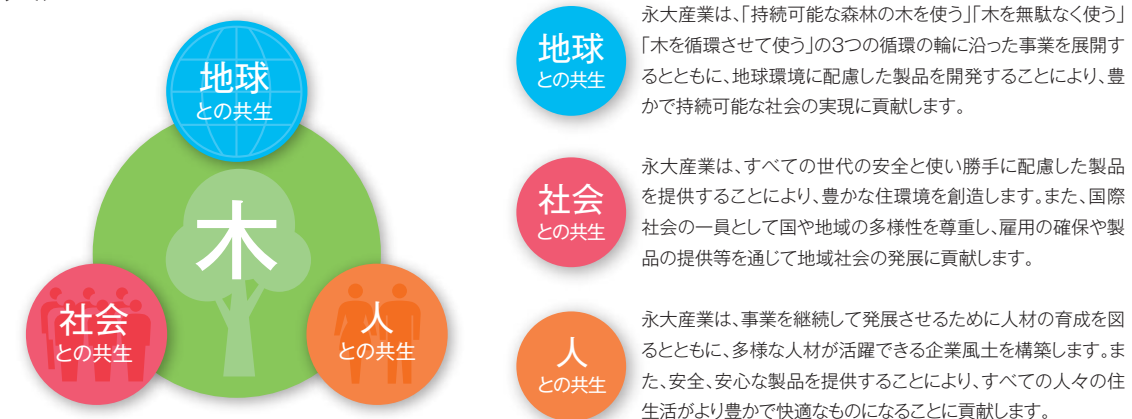 地球
との共生
木
社会
との共生
人
との共生
地球
との共生
永大産業は、「持続可能な森林の木を使う」「木を無駄なく使う」
「木を循環させて使う」の3つの循環の輪に沿った事業を展開す
るとともに、地球環境に配慮した製品を開発することにより、豊
かで持続可能な社会の実現に貢献します。
社会
との共生
永大産業は、すべての世代の安全と使い勝手に配慮した製品
を提供することにより、豊かな住環境を創造します。また、国際
社会の一員として国や地域の多様性を尊重し、雇用の確保や製
品の提供等を通じて地域社会の発展に貢献します。
人
との共生
永大産業は、事業を継続して発展させるために人材の育成を図
るとともに、多様な人材が活躍できる企業風土を構築します。ま
た、安全、安心な製品を提供することにより、すべての人々の住
生活がより豊かで快適なものになることに貢献します。